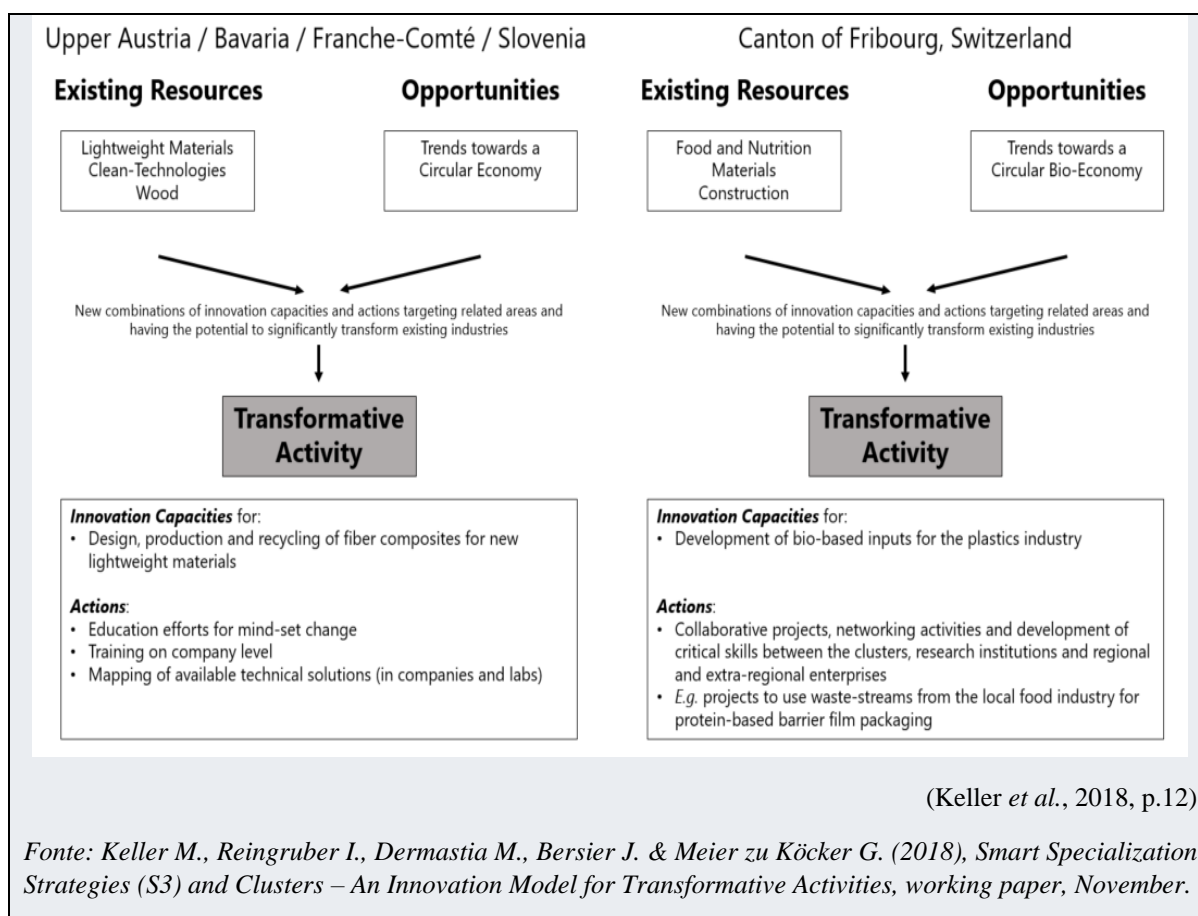 Upper Austria / Bavaria / Franche-Comté / Slovenia
Existing Resources
Opportunities
Lightweight Materials
Clean-Technologies
Wood
Trends towards a
Circular Economy
New combinations of innovation capacities and actions targeting related areas and
having the potential to significantly transform existing industries
Transformative
Activity
Innovation Capacities for:
• Design, production and recycling of fiber composites for new
lightweight materials
Actions:
• Education efforts for mind-set change
• Training on company level
• Mapping of available technical solutions (in companies and labs)
Canton of Fribourg, Switzerland
Existing Resources
Opportunities
Food and Nutrition
Materials
Construction
Trends towards a
Circular Bio-Economy
New combinations of innovation capacities and actions targeting related areas and
having the potential to significantly transform existing industries
Transformative
Activity
Innovation Capacities for:
• Development of bio-based inputs for the plastics industry
Actions:
• Collaborative projects, networking activities and development of
critical skills between the clusters, research institutions and regional
and extra-regional enterprises
• E.g. projects to use waste-streams from the local food industry for
protein-based barrier film packaging
(Keller et al., 2018, p.12)
Fonte: Keller M., Reingruber I., Dermastia M., Bersier J. & Meier zu Köcker G. (2018), Smart Specialization
Strategies (S3) and Clusters – An Innovation Model for Transformative Activities, working paper, November.